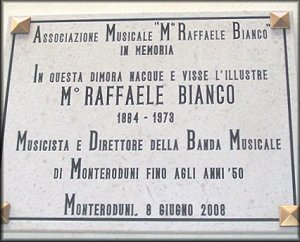 Associazione Musicale "M° Raffaele Bianco"
in memoria
In questa dimora nacque e visse l'illustre
M° RAFFAELE BIANCO
1884 - 1973
Musicista e Direttore della Banda Musicale
di Monteroduni fino agli anni '50
Monteroduni, 8 giugno 2008